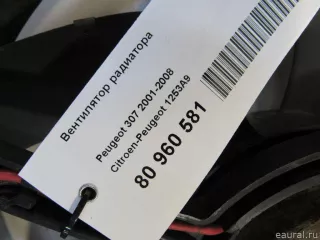 Вентилятор радиатора
Peugeot 307 2001-2008
Citroen-Peugeot 1253A9
80 960 581
eaural.ru